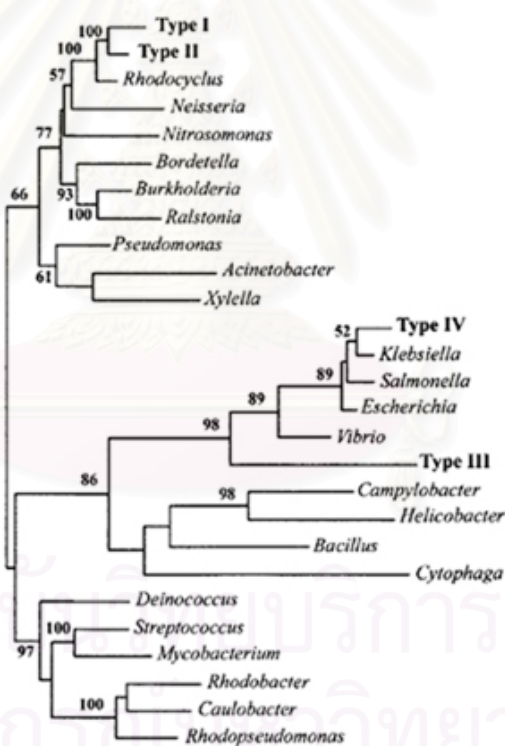 100
Type I
100
Type II
57
Rhodocyclus
Neisseria
77
Nitrosomonas
Bordetella
93
Burkholderia
100
Ralstonia
66
Pseudomonas
61
Acinetobacter
Xylella
52
Type IV
Klebsiella
89
Salmonella
89
Escherichia
98
Vibrio
Type III
86
98
Campylobacter
Helicobacter
Bacillus
Cytophaga
Deinococcus
100
Streptococcus
97
Mycobacterium
Rhodobacter
100
Caulobacter
Rhodopseudomonas